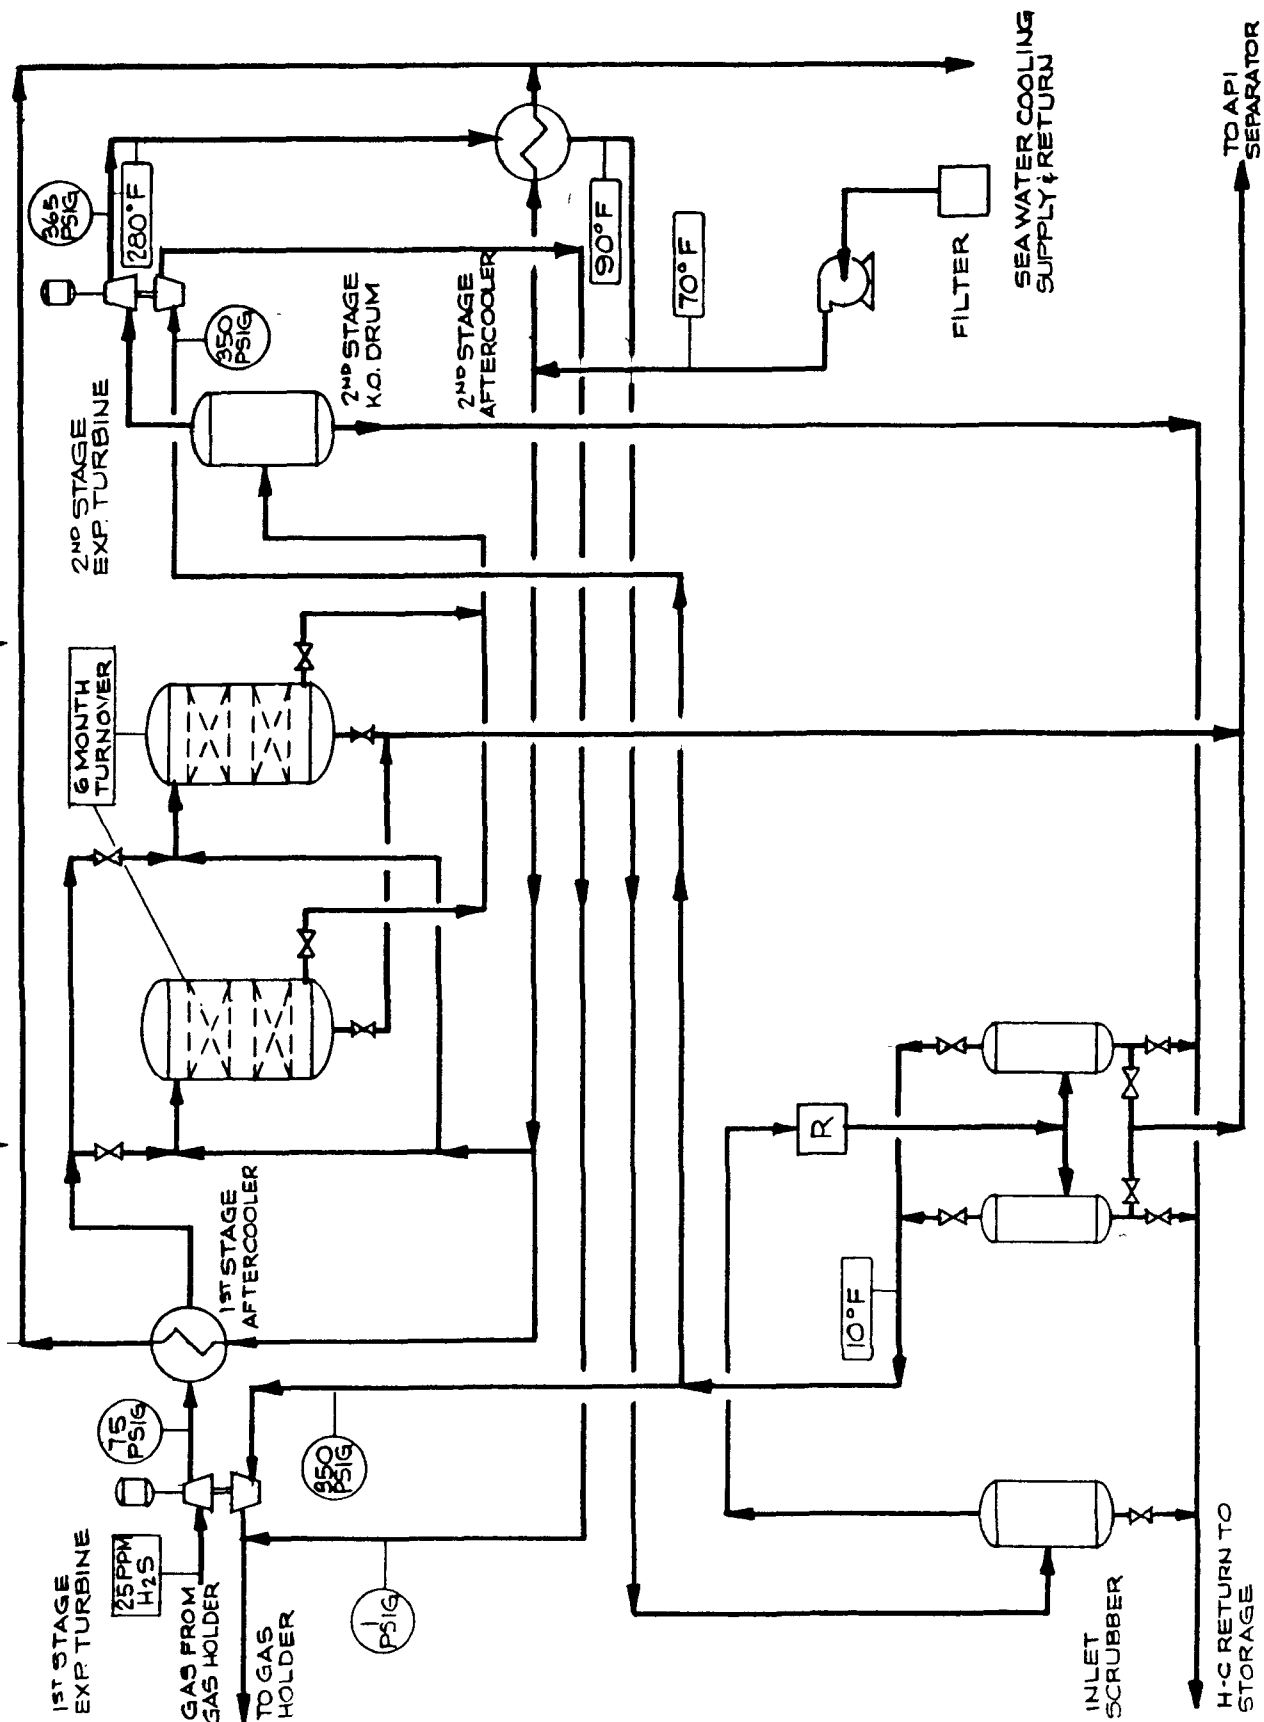 1ST STAGE
EXP. TURBINE
25 PPM
H2S
GAS FROM
GAS HOLDER
TO GAS
HOLDER
75
PSIG
1ST STAGE
AFTERCOOLER
950
PSIG
1
PSIG
6 MONTH
TURNOVER
2ND STAGE
EXP. TURBINE
365
PSIG
280°F
350
PSIG
2ND STAGE
K.O. DRUM
2ND STAGE
AFTERCOOLER
90°F
70°F
FILTER
SEA WATER COOLING
SUPPLY & RETURN
R
10°F
INLET
SCRUBBER
H-C RETURN TO
STORAGE
TO API
SEPARATOR